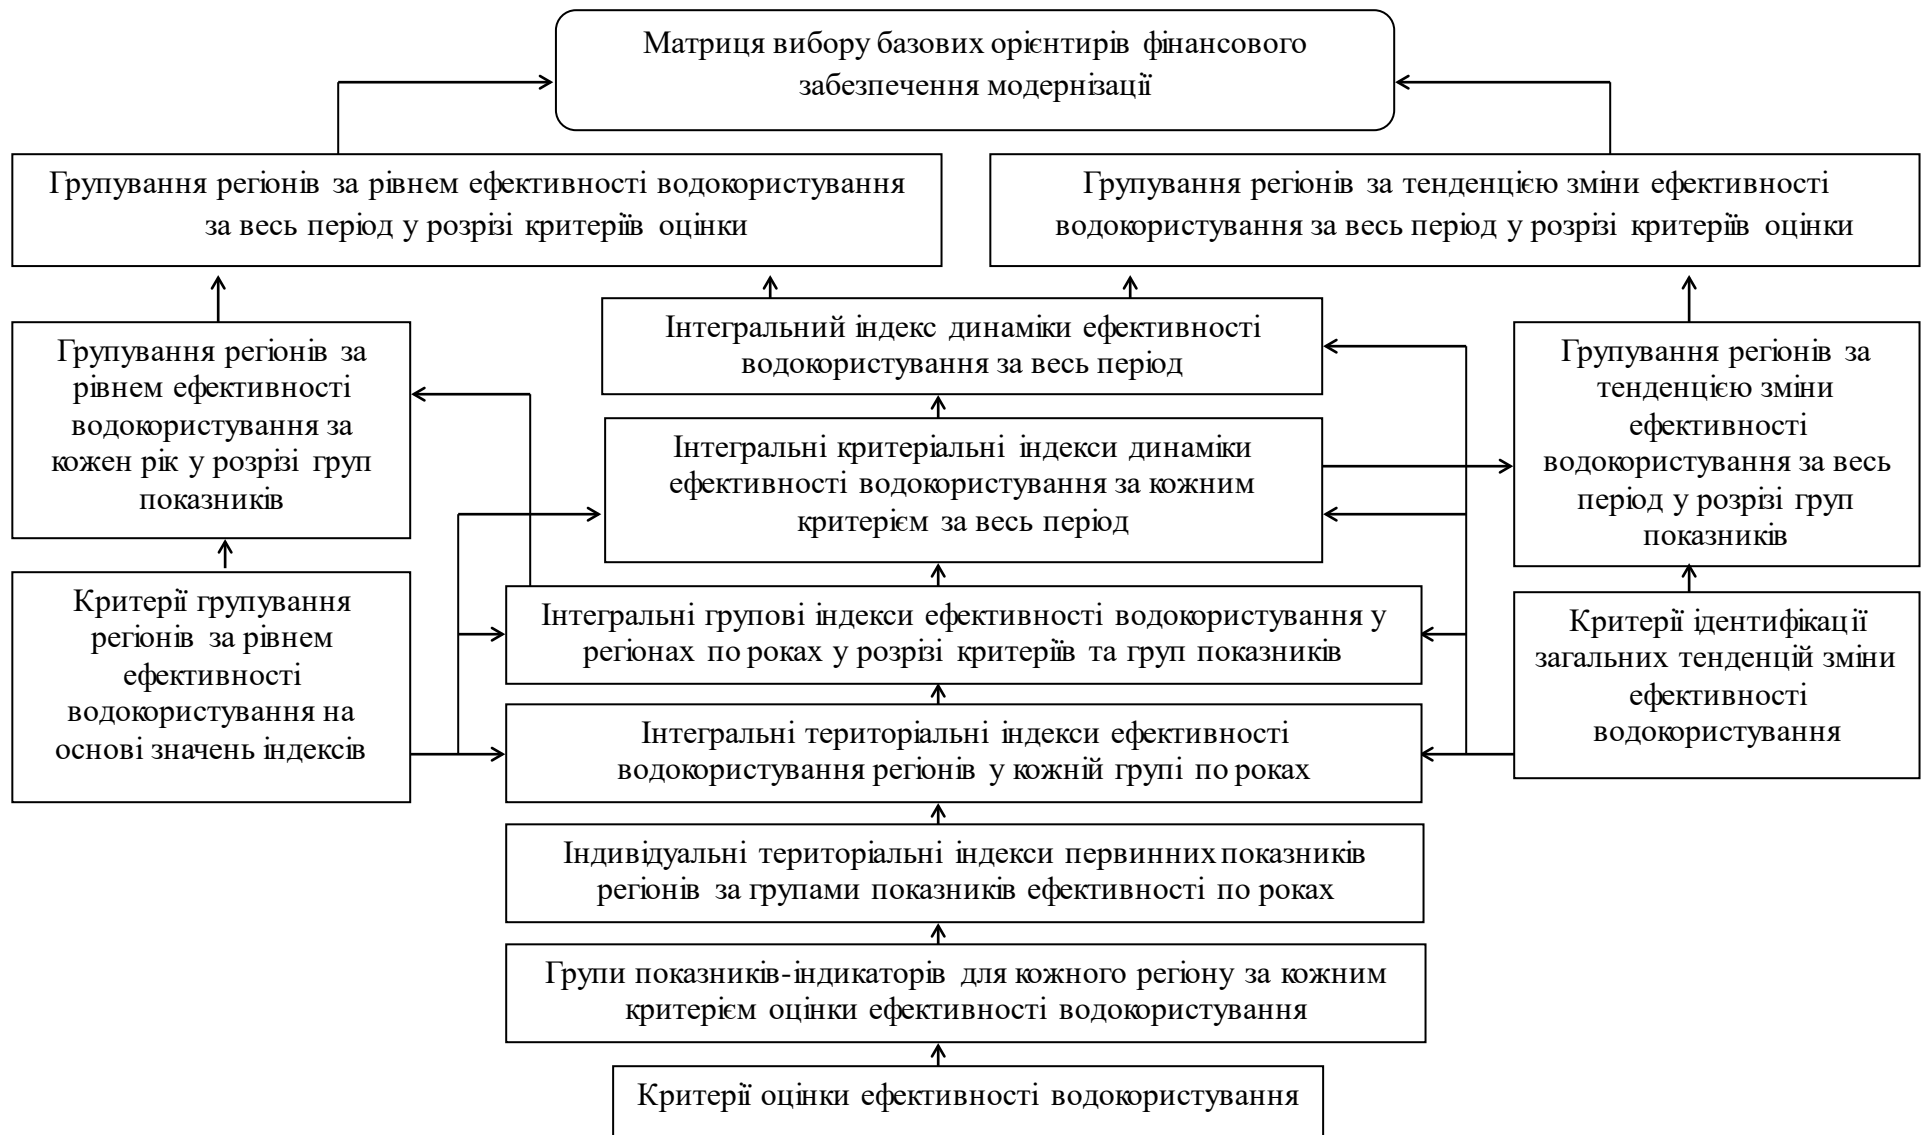 Матриця вибору базових орієнтирів фінансового
забезпечення модернізації
Групування регіонів за рівнем ефективності водокористування
за весь період у розрізі критеріїв оцінки
Групування регіонів за тенденцією зміни ефективності
водокористування за весь період у розрізі критеріїв оцінки
Інтегральний індекс динаміки ефективності
водокористування за весь період
Групування регіонів за
рівнем ефективності
водокористування за
кожен рік у розрізі груп
показників
Групування регіонів за
тенденцією зміни
ефективності
водокористування за весь
період у розрізі груп
показників
Інтегральні критеріальні індекси динаміки
ефективності водокористування за кожним
критерієм за весь період
Критерії групування
регіонів за рівнем
ефективності
водокористування на
основі значень індексів
Інтегральні групові індекси ефективності водокористування у
регіонах по роках у розрізі критеріїв та груп показників
Критерії ідентифікації
загальних тенденцій зміни
ефективності
водокористування
Інтегральні територіальні індекси ефективності
водокористування регіонів у кожній групі по роках
Індивідуальні територіальні індекси первинних показників
регіонів за групами показників ефективності по роках
Групи показників-індикаторів для кожного регіону за кожним
критерієм оцінки ефективності водокористування
Критерії оцінки ефективності водокористування